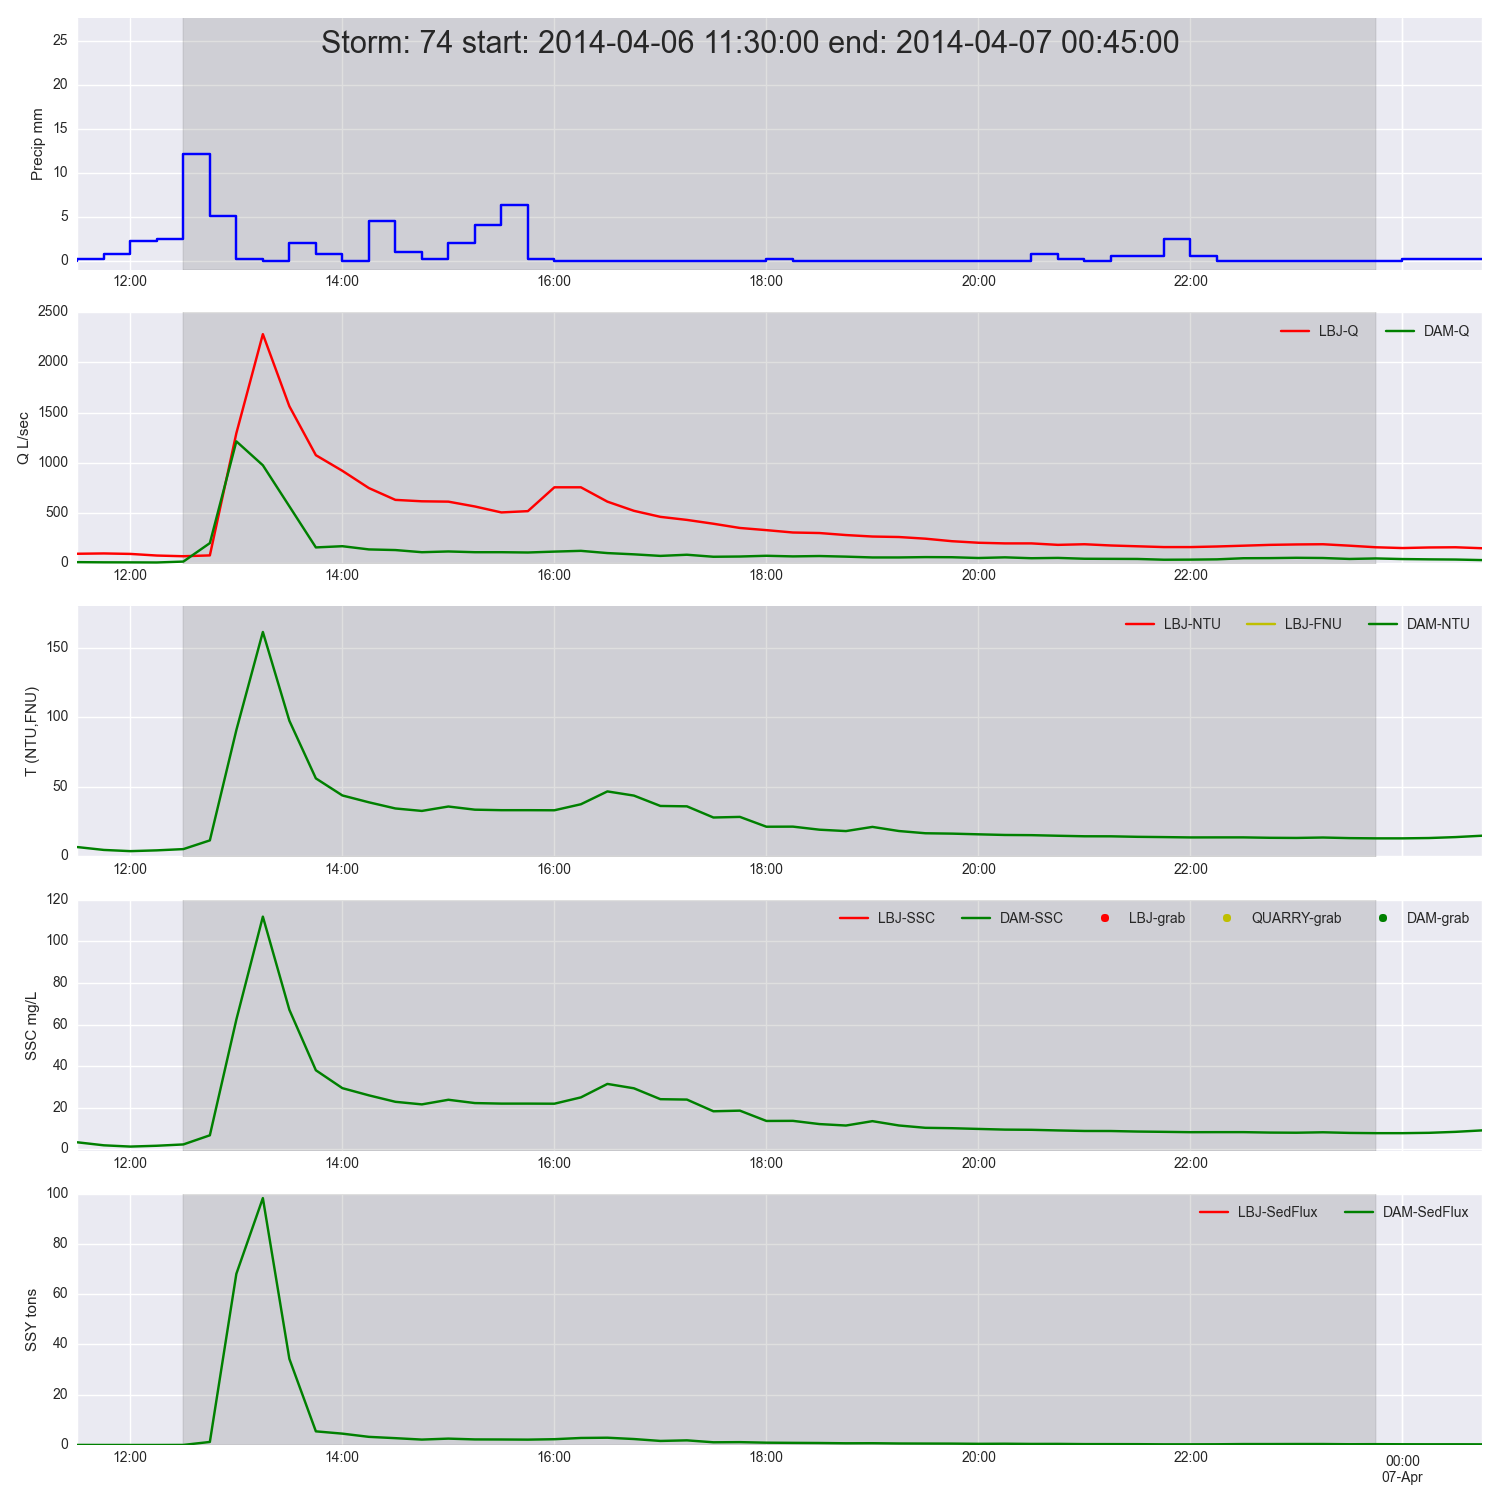 Storm: 74 start: 2014-04-06 11:30:00 end: 2014-04-07 00:45:00
Precip mm
25
20
15
10
5
0
12:00 14:00 16:00 18:00 20:00 22:00
Q L/sec
LBJ-Q DAM-Q
2500
2000
1500
1000
500
0
12:00 14:00 16:00 18:00 20:00 22:00
T (NTU,FNU)
LBJ-NTU LBJ-FNU DAM-NTU
150
100
50
0
12:00 14:00 16:00 18:00 20:00 22:00
SSC mg/L
LBJ-SSC DAM-SSC LBJ-grab QUARRY-grab DAM-grab
120
100
80
60
40
20
0
12:00 14:00 16:00 18:00 20:00 22:00
SSY tons
LBJ-SedFlux DAM-SedFlux
100
80
60
40
20
0
12:00 14:00 16:00 18:00 20:00 22:00 00:00
07-Apr